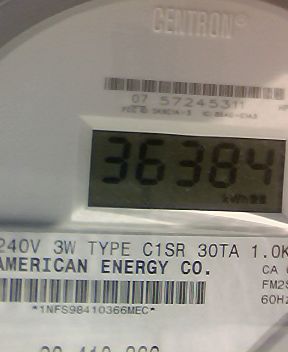 CENTRON®
07 57245311
36384
kWh
240V 3W TYPE C1SR 30TA 1.0K
AMERICAN ENERGY CO.
CA
FM2S
60Hz
*1NFS98410366MEC*